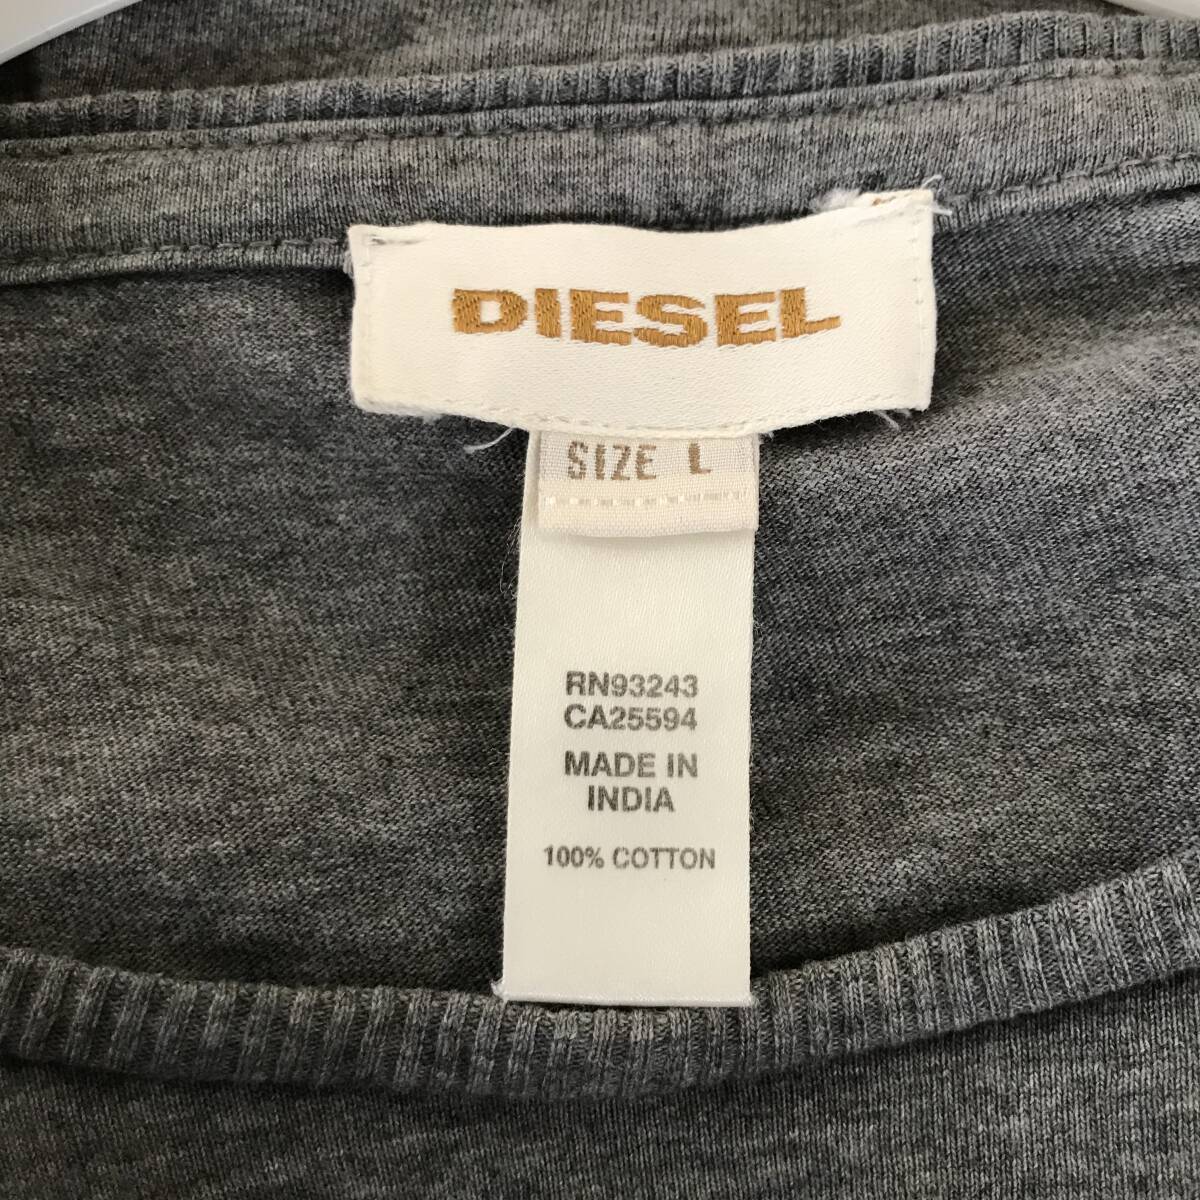 DIESEL
SIZE L
RN93243
CA25594
MADE IN
INDIA
100% COTTON